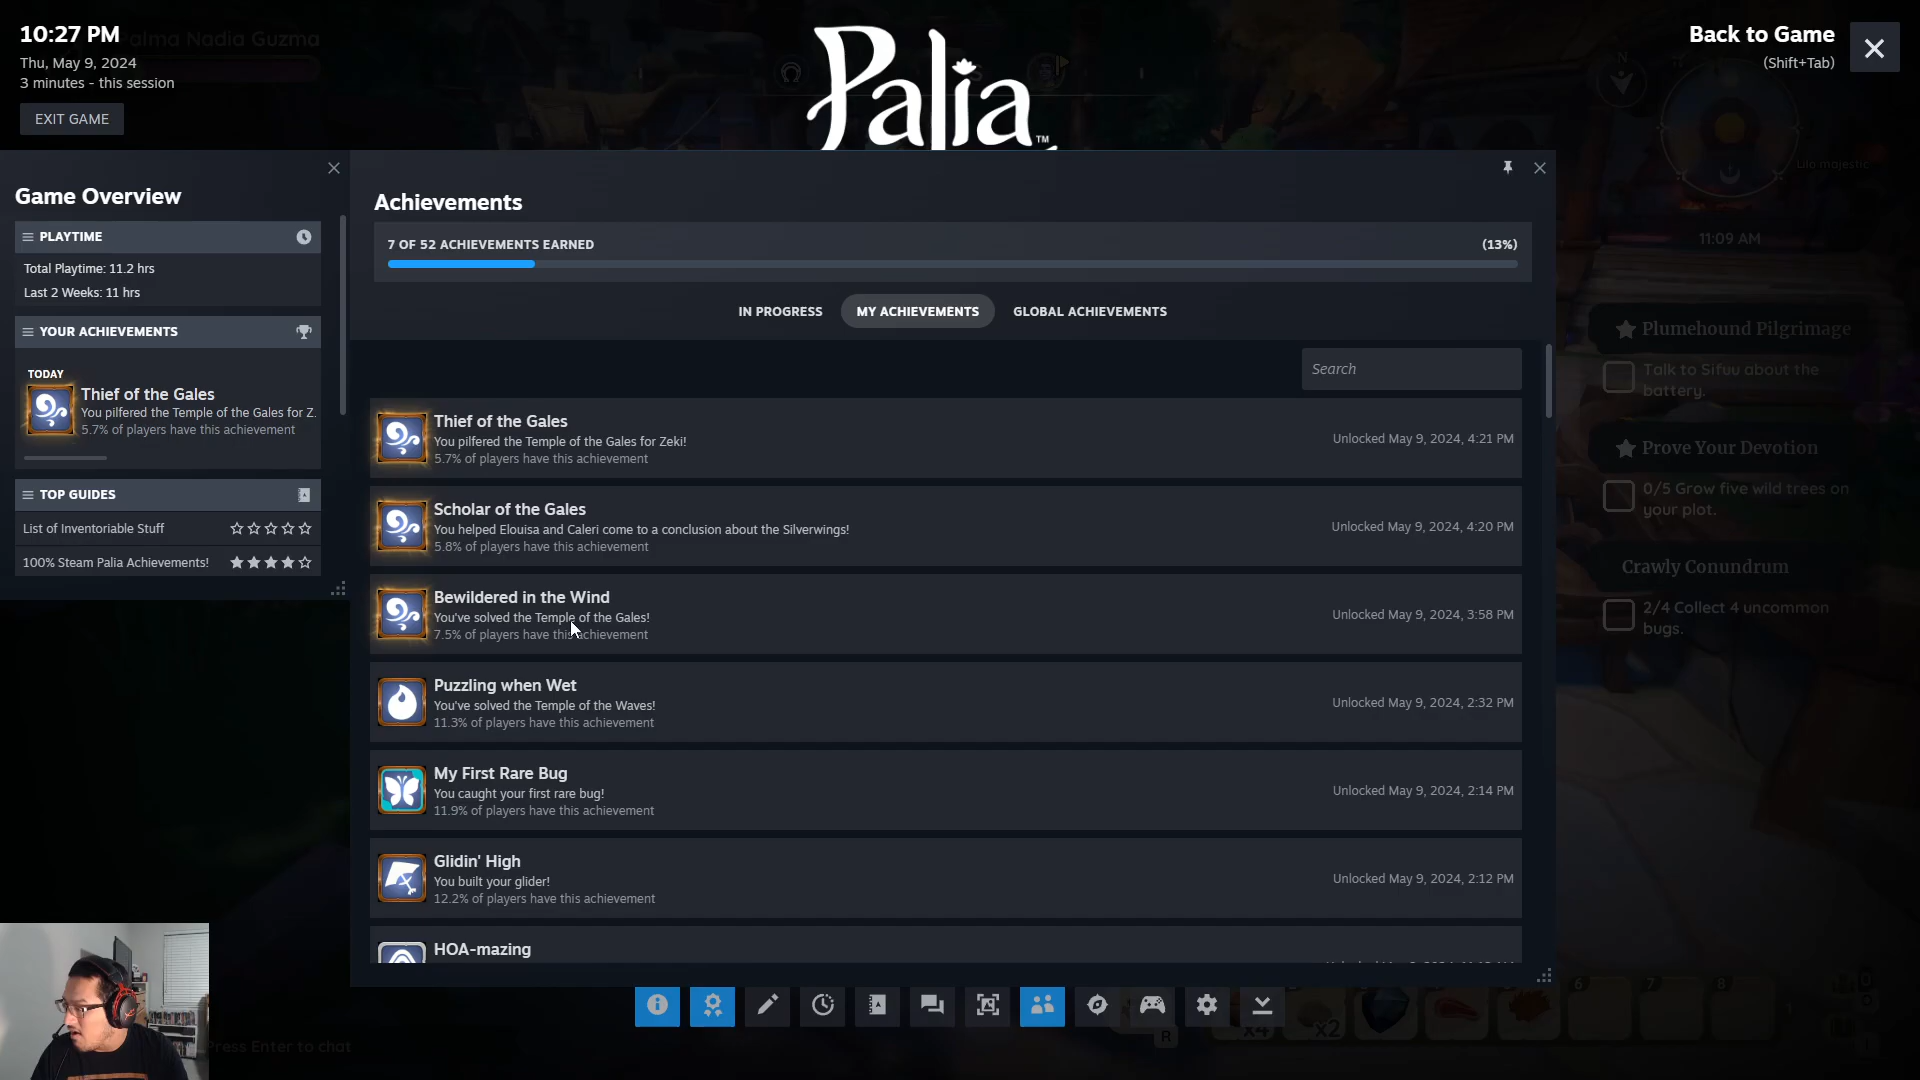 10:27 PM
alma Nadia Guzma
Thu, May 9, 2024
3 minutes - this session
EXIT GAME
Palia
TM
Back to Game
(Shift+Tab)
N
Lilo majestic
11:09 AM
Game Overview
PLAYTIME
Total Playtime: 11.2 hrs
Last 2 Weeks: 11 hrs
YOUR ACHIEVEMENTS
TODAY
Thief of the Gales
You pilfered the Temple of the Gales for Z.
5.7% of players have this achievement
TOP GUIDES
List of Inventoriable Stuff
100% Steam Palia Achievements!
Achievements
7 OF 52 ACHIEVEMENTS EARNED
(13%)
IN PROGRESS
MY ACHIEVEMENTS
GLOBAL ACHIEVEMENTS
Search
Thief of the Gales
You pilfered the Temple of the Gales for Zeki!
5.7% of players have this achievement
Unlocked May 9, 2024, 4:21 PM
Scholar of the Gales
You helped Elouisa and Caleri come to a conclusion about the Silverwings!
5.8% of players have this achievement
Unlocked May 9, 2024, 4:20 PM
Bewildered in the Wind
You've solved the Temple of the Gales!
7.5% of players have this achievement
Unlocked May 9, 2024, 3:58 PM
Puzzling when Wet
You've solved the Temple of the Waves!
11.3% of players have this achievement
Unlocked May 9, 2024, 2:32 PM
My First Rare Bug
You caught your first rare bug!
11.9% of players have this achievement
Unlocked May 9, 2024, 2:14 PM
Glidin' High
You built your glider!
12.2% of players have this achievement
Unlocked May 9, 2024, 2:12 PM
HOA-mazing
Plumehound Pilgrimage
Talk to Sifuu about the
battery.
Prove Your Devotion
0/5 Grow five wild trees on
your plot.
Crawly Conundrum
2/4 Collect 4 uncommon
bugs.
Press Enter to chat
R
x4
x2
6
7
8
1